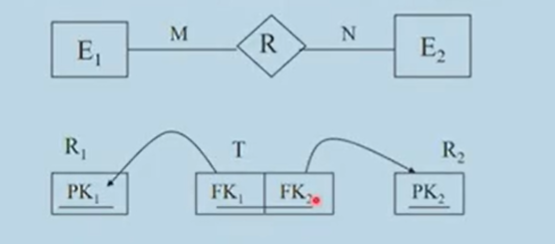 M N
E₁ R E₂
R₁ T R₂
PK₁ FK₁ FK₂ PK₂